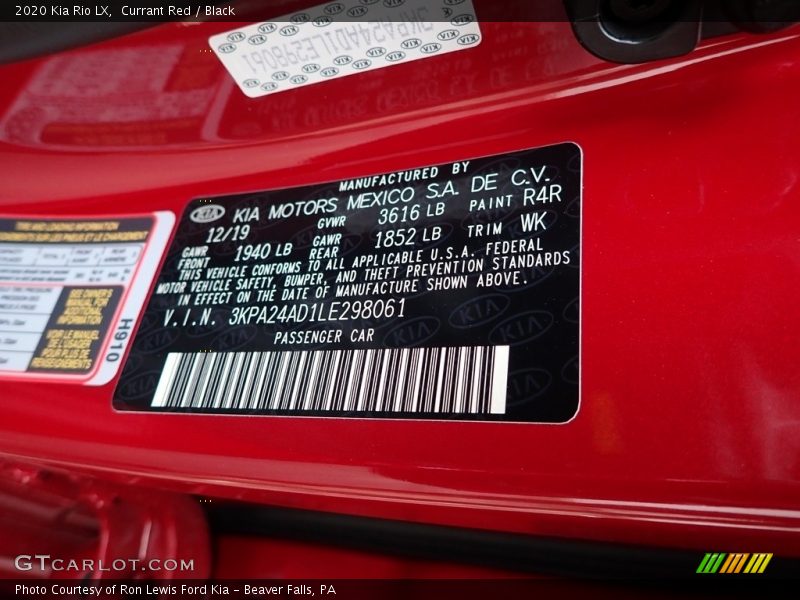 2020 Kia Rio LX, Currant Red / Black
3KPA24AD1LE298061
MANUFACTURED BY
KIA KIA MOTORS MEXICO S.A. DE C.V.
12/19 GVWR 3616 LB PAINT R4R
GAWR FRONT 1940 LB GAWR REAR 1852 LB TRIM WK
THIS VEHICLE CONFORMS TO ALL APPLICABLE U.S.A. FEDERAL
MOTOR VEHICLE SAFETY, BUMPER, AND THEFT PREVENTION STANDARDS
IN EFFECT ON THE DATE OF MANUFACTURE SHOWN ABOVE.
V.I.N. 3KPA24AD1LE298061
PASSENGER CAR
H910
GTCARLOT.COM
Photo Courtesy of Ron Lewis Ford Kia - Beaver Falls, PA